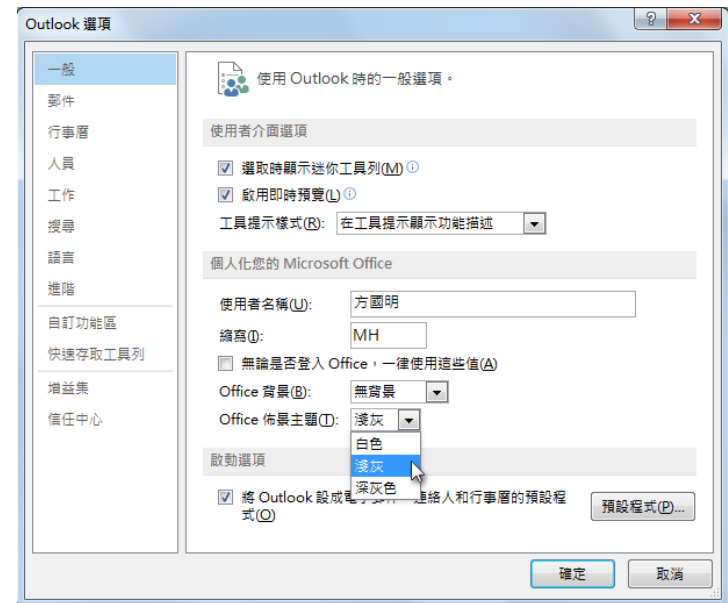 Outlook 選項
一般
郵件
行事曆
人員
工作
搜尋
語言
進階
自訂功能區
快速存取工具列
增益集
信任中心
使用 Outlook 時的一般選項。
使用者介面選項
選取時顯示迷你工具列(M)
啟用即時預覽(L)
工具提示樣式(R): 在工具提示顯示功能描述
個人化您的 Microsoft Office
使用者名稱(U): 方國明
縮寫(I): MH
無論是否登入 Office，一律使用這些值(A)
Office 背景(B): 無背景
Office 佈景主題(T): 淺灰
白色
淺灰
深灰色
啟動選項
將 Outlook 設成 連絡人和行事曆的預設程
式(O)
預設程式(P)...
確定 取消